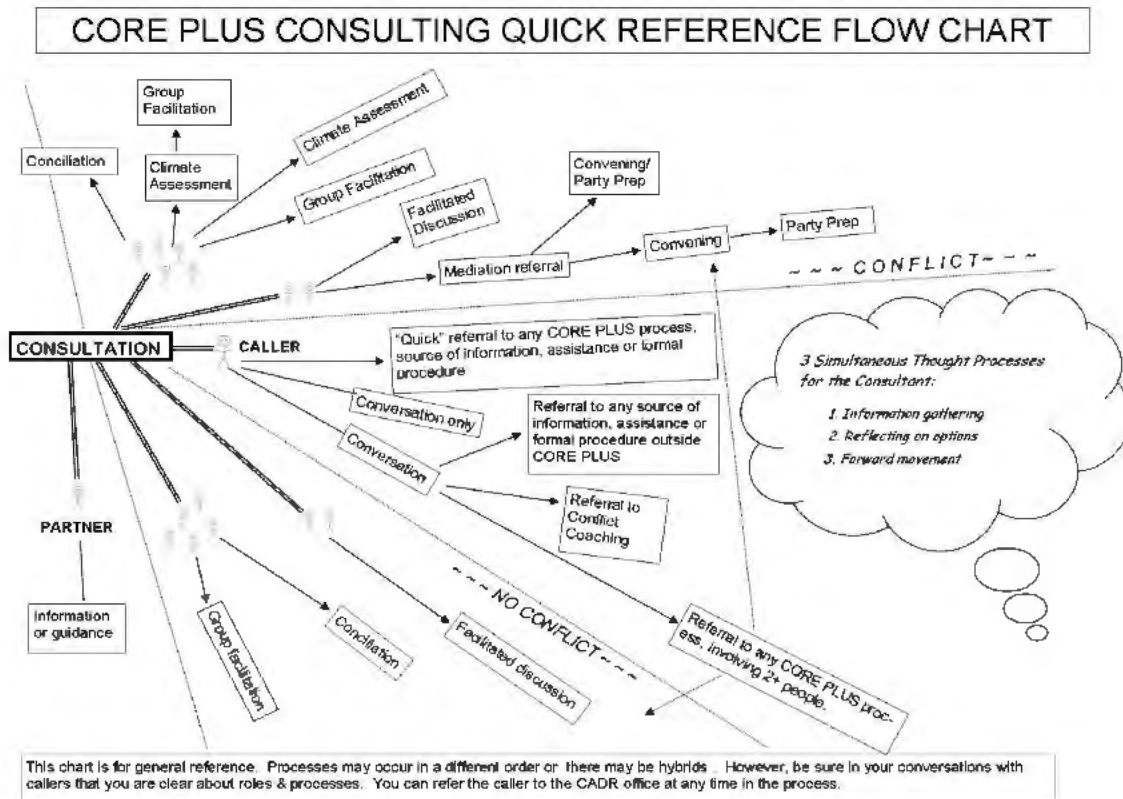 CORE PLUS CONSULTING QUICK REFERENCE FLOW CHART
Group
Facilitation
Climate Assessment
Conciliation
Climate
Assessment
Group Facilitation
Convening/
Party Prep
Facilitated
Discussion
Mediation referral
Convening
Party Prep
~ ~ ~ CONFLICT~ ~ ~
CONSULTATION
CALLER
"Quick" referral to any CORE PLUS process,
source of information, assistance or formal
procedure
Conversation only
Conversation
Referral to any source of
information, assistance or
formal procedure outside
CORE PLUS
Referral to
Conflict
Coaching
3 Simultaneous Thought Processes
for the Consultant:
1. Information gathering
2. Reflecting on options
3. Forward movement
PARTNER
Information
or guidance
Group facilitation
Conciliation
Facilitated discussion
~ ~ ~ NO CONFLICT ~ ~ ~
Referral to any CORE PLUS proc-
ess, involving 2+ people.
This chart is for general reference. Processes may occur in a different order or there may be hybrids . However, be sure in your conversations with
callers that you are clear about roles & processes. You can refer the caller to the CADR office at any time in the process.